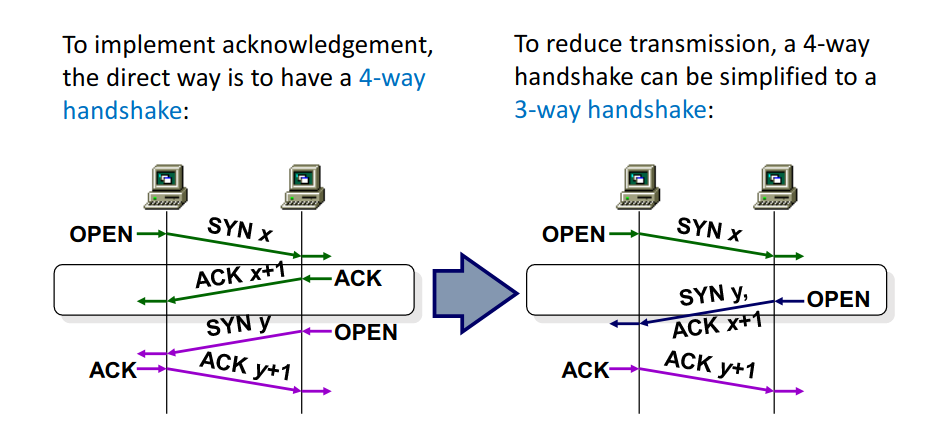 To implement acknowledgement,
the direct way is to have a 4-way
handshake:
OPEN
SYN x
ACK x+1
ACK
SYN y
OPEN
ACK
ACK y+1
To reduce transmission, a 4-way
handshake can be simplified to a
3-way handshake:
OPEN
SYN x
SYN y,
OPEN
ACK x+1
ACK
ACK y+1